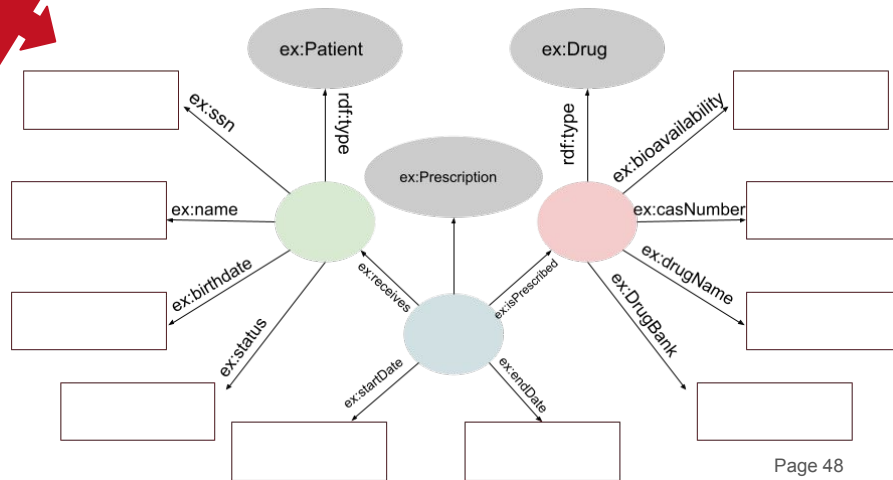 ex:Patient
ex:Drug
ex:ssn
rdf:type
rdf:type
ex:bioavailability
ex:Prescription
ex:name
ex:casNumber
ex:birthdate
ex:receives
ex:isPrescribed
ex:drugName
ex:status
ex:DrugBank
ex:startDate
ex:endDate
Page 48